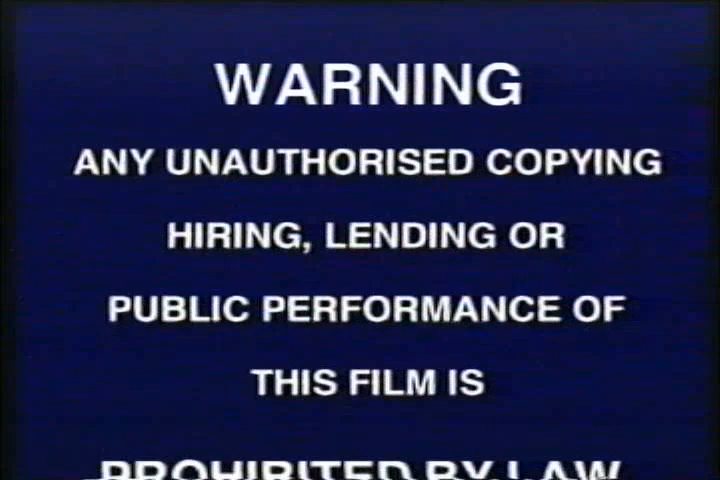 WARNING
ANY UNAUTHORISED COPYING
HIRING, LENDING OR
PUBLIC PERFORMANCE OF
THIS FILM IS
PROHIBITED BY LAW